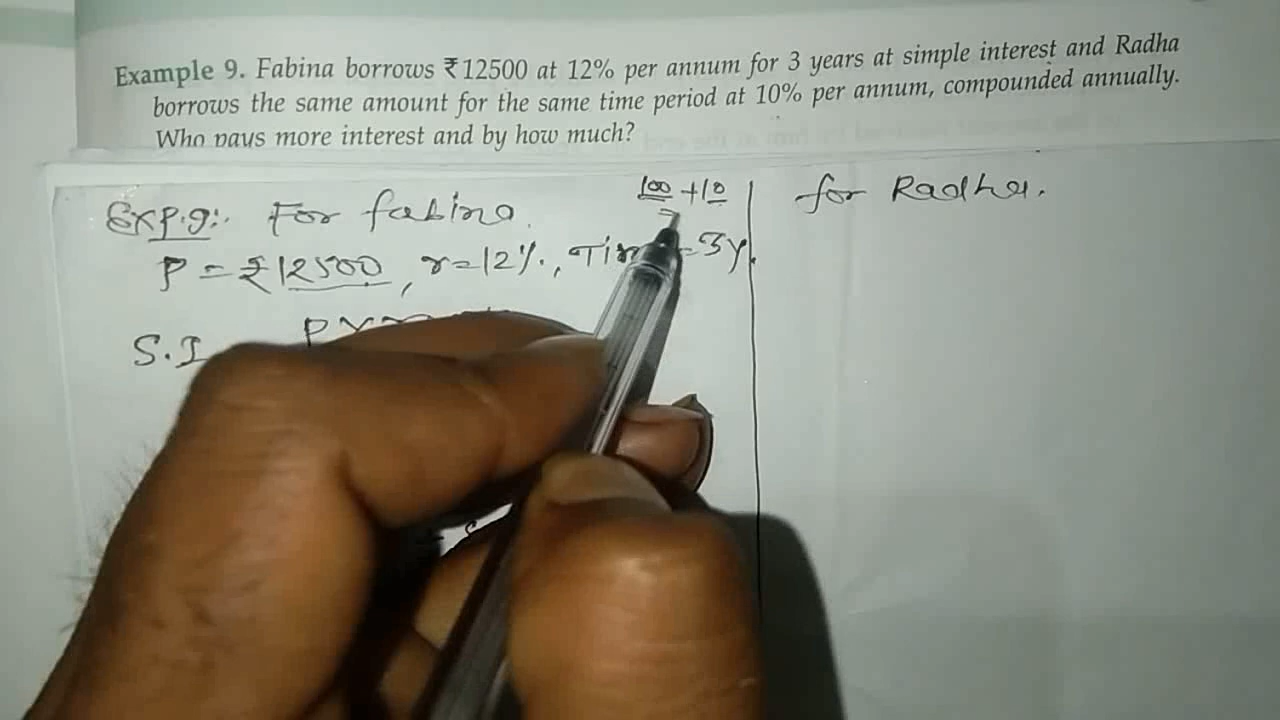 Example 9. Fabina borrows ₹12500 at 12% per annum for 3 years at simple interest and Radha
borrows the same amount for the same time period at 10% per annum, compounded annually.
Who pays more interest and by how much?
Exp.9:. For fabina.
P = ₹12500, r=12%., =3y.
S.I
100 + 10
for Radha.